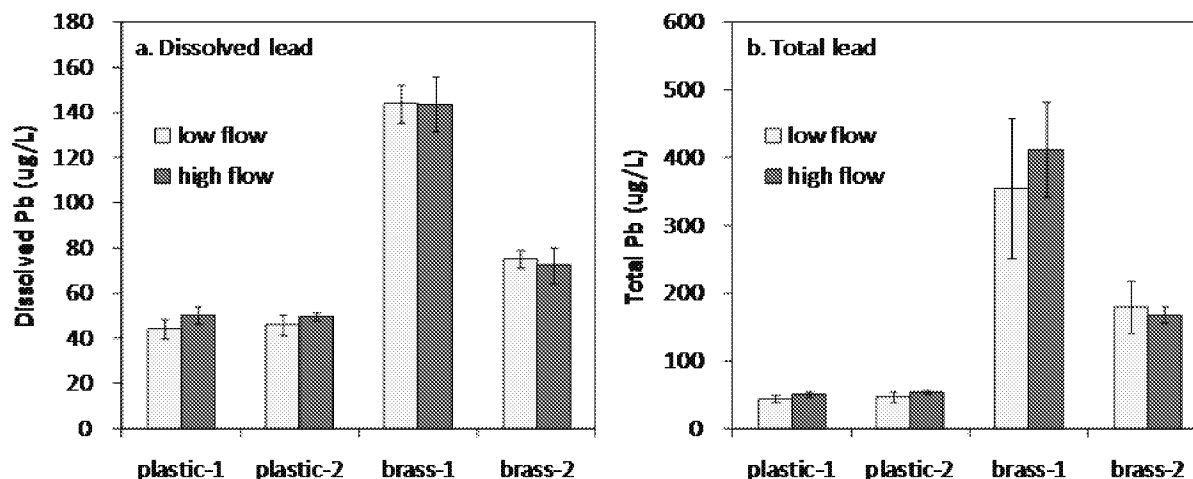 a. Dissolved lead
low flow
high flow
Dissolved Pb (ug/L)
180
160
140
120
100
80
60
40
20
0
plastic-1 plastic-2 brass-1 brass-2
b. Total lead
low flow
high flow
Total Pb (ug/L)
600
500
400
300
200
100
0
plastic-1 plastic-2 brass-1 brass-2